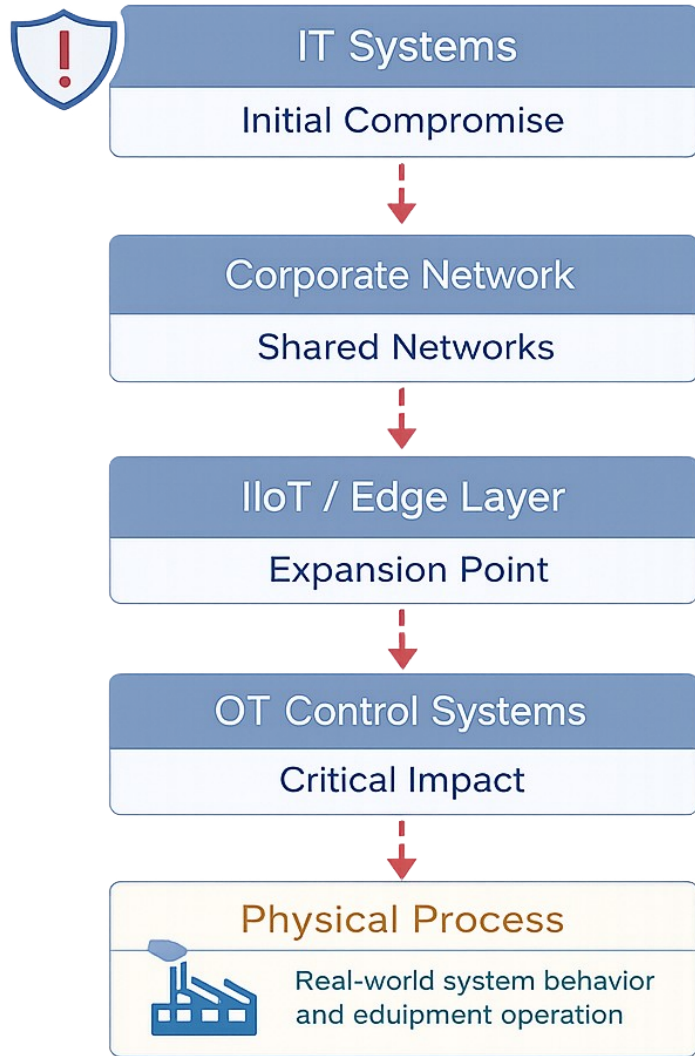 IT Systems
Initial Compromise
Corporate Network
Shared Networks
IIoT / Edge Layer
Expansion Point
OT Control Systems
Critical Impact
Physical Process
Real-world system behavior
and eduipment operation